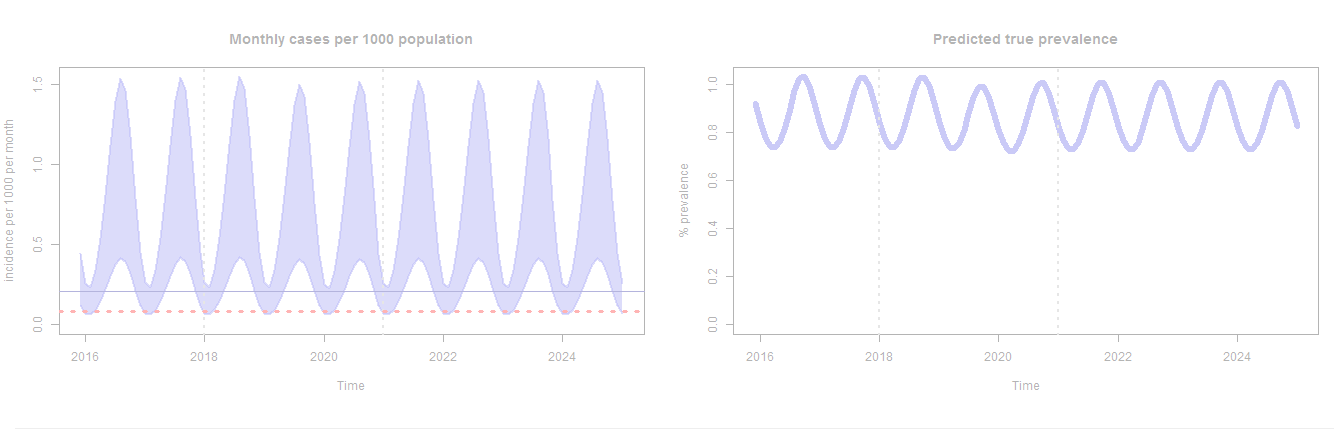 Monthly cases per 1000 population
incidence per 1000 per month
1.5
1.0
0.5
0.0
2016 2018 2020 2022 2024
Time
Predicted true prevalence
% prevalence
1.0
0.8
0.6
0.4
0.2
0.0
2016 2018 2020 2022 2024
Time